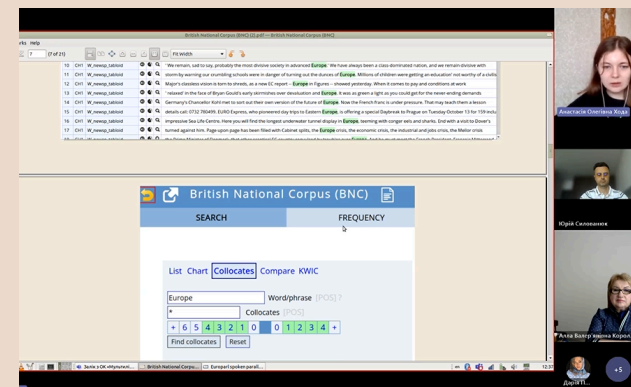 British National Corpus (BNC) (2).pdf — British National Corpus (BNC)
Help
7 (7 of 21) Fit Width
10 CH1 W_newsp_tabloid "We remain, sad to say, probably the most divisive society in advanced Europe. 'We have always been a class-dominated nation, and we remain divisive with
11 CH1 W_newsp_tabloid storm by warning our crumbling schools were in danger of turning out the dunces of Europe. Millions of children were getting an education' not worthy of a civilis
12 CH1 W_newsp_tabloid Major's classless vision is torn to shreds, as a new EC report – Europe in Figures – showed yesterday. When it comes to pay and conditions at work
13 CH1 W_newsp_tabloid ' relaxed' in the face of Bryan Gould's surly skirmishes over devaluation and Europe. It was as green a light as you could get for the never ending demands
14 CH1 W_newsp_tabloid Germany's Chancellor Kohl met to sort out their own version of the future of Europe. Now the French franc is under pressure. That may teach them a lesson
15 CH1 W_newsp_tabloid details call: 0732 780499. EURO Express, who pioneered day trips to Eastern Europe, is offering a special Daybreak to Prague on Tuesday October 13 for 159 inclu
16 CH1 W_newsp_tabloid impressive Sea Life Centre. Here you will find the longest underwater tunnel display in Europe, teeming with conger eels and sharks. End with a visit to Dover's
17 CH1 W_newsp_tabloid turned against him. Page upon page has been filled with Cabinet splits, the Europe crisis, the economic crisis, the industrial and jobs crisis, the Mellor crisis
British National Corpus (BNC)
SEARCH FREQUENCY
List Chart Collocates Compare KWIC
Europe Word/phrase [POS] ?
* Collocates [POS]
+ 6 5 4 3 2 1 0 0 1 2 3 4 +
Find collocates Reset
Анастасія Олегівна Хода
Юрій Силованюк
Алла Валер'янівна Корол
Дарія П...
+5
British National Corpu...
Europarl spoken parall...
12:37